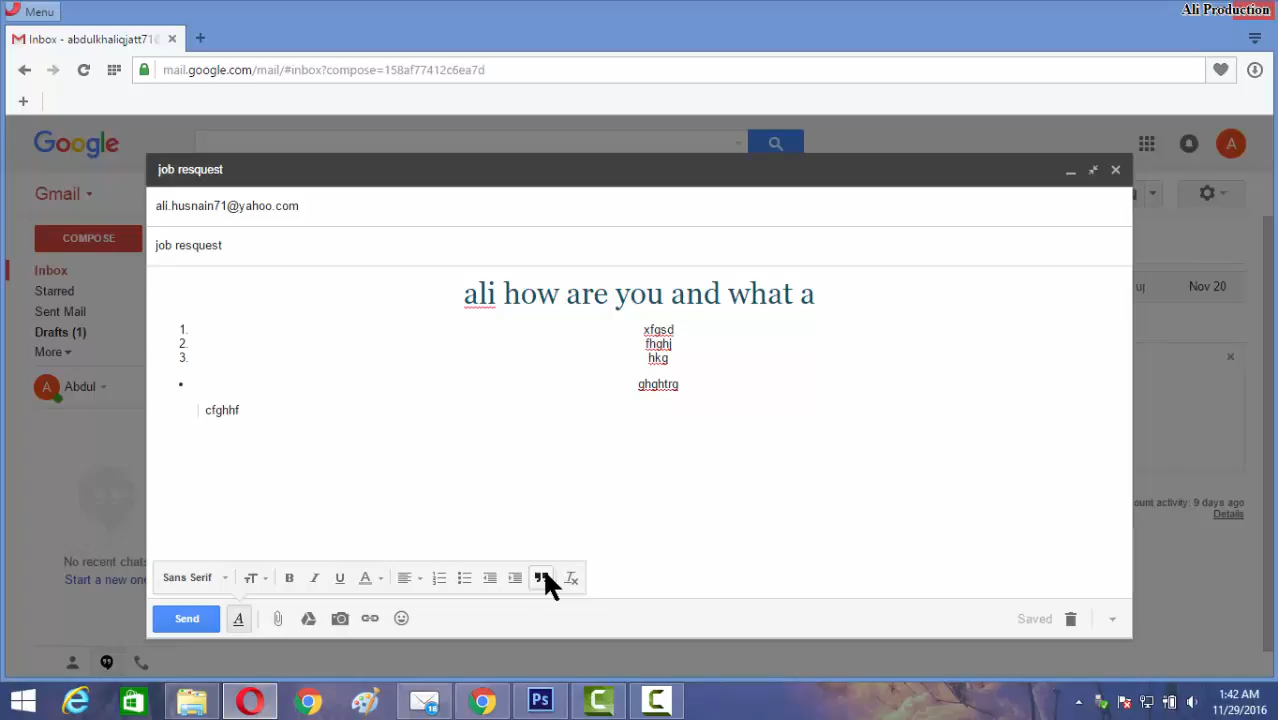 Menu
Ali Production
Inbox - abdulkhaliqjatt71@
mail.google.com/mail/#inbox?compose=158af77412c6ea7d
Google
A
job resquest
Gmail
ali.husnain71@yahoo.com
COMPOSE
job resquest
Inbox
Starred
Nov 20
Sent Mail
ali how are you and what a
Drafts (1)
1. xfgsd
2. fhghj
More
3. hkg
A Abdul
• ghghtrg
cfghhf
ount activity: 9 days ago
Details
No recent chats
Start a new one
Sans Serif
Send
Saved
1:42 AM
11/29/2016